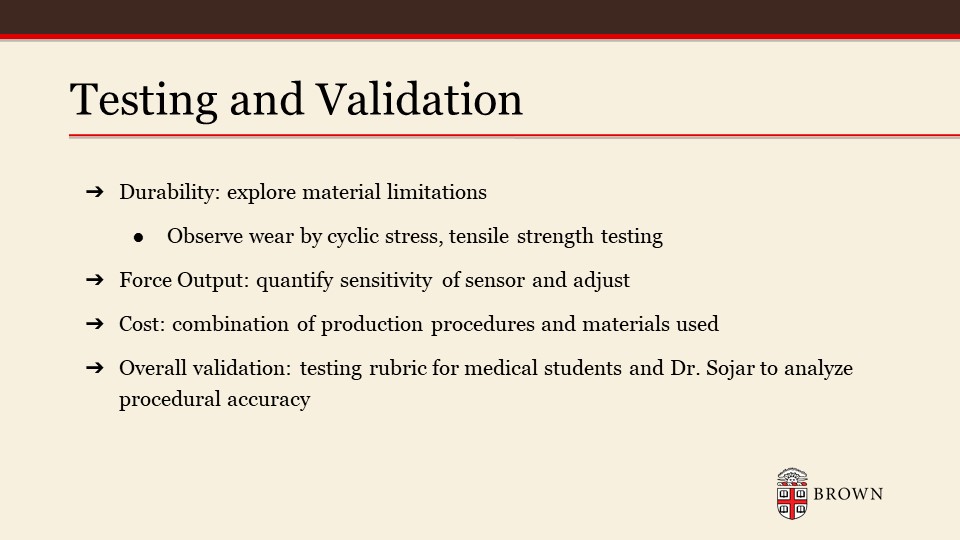 Testing and Validation
➔ Durability: explore material limitations
● Observe wear by cyclic stress, tensile strength testing
➔ Force Output: quantify sensitivity of sensor and adjust
➔ Cost: combination of production procedures and materials used
➔ Overall validation: testing rubric for medical students and Dr. Sojar to analyze
procedural accuracy
BROWN